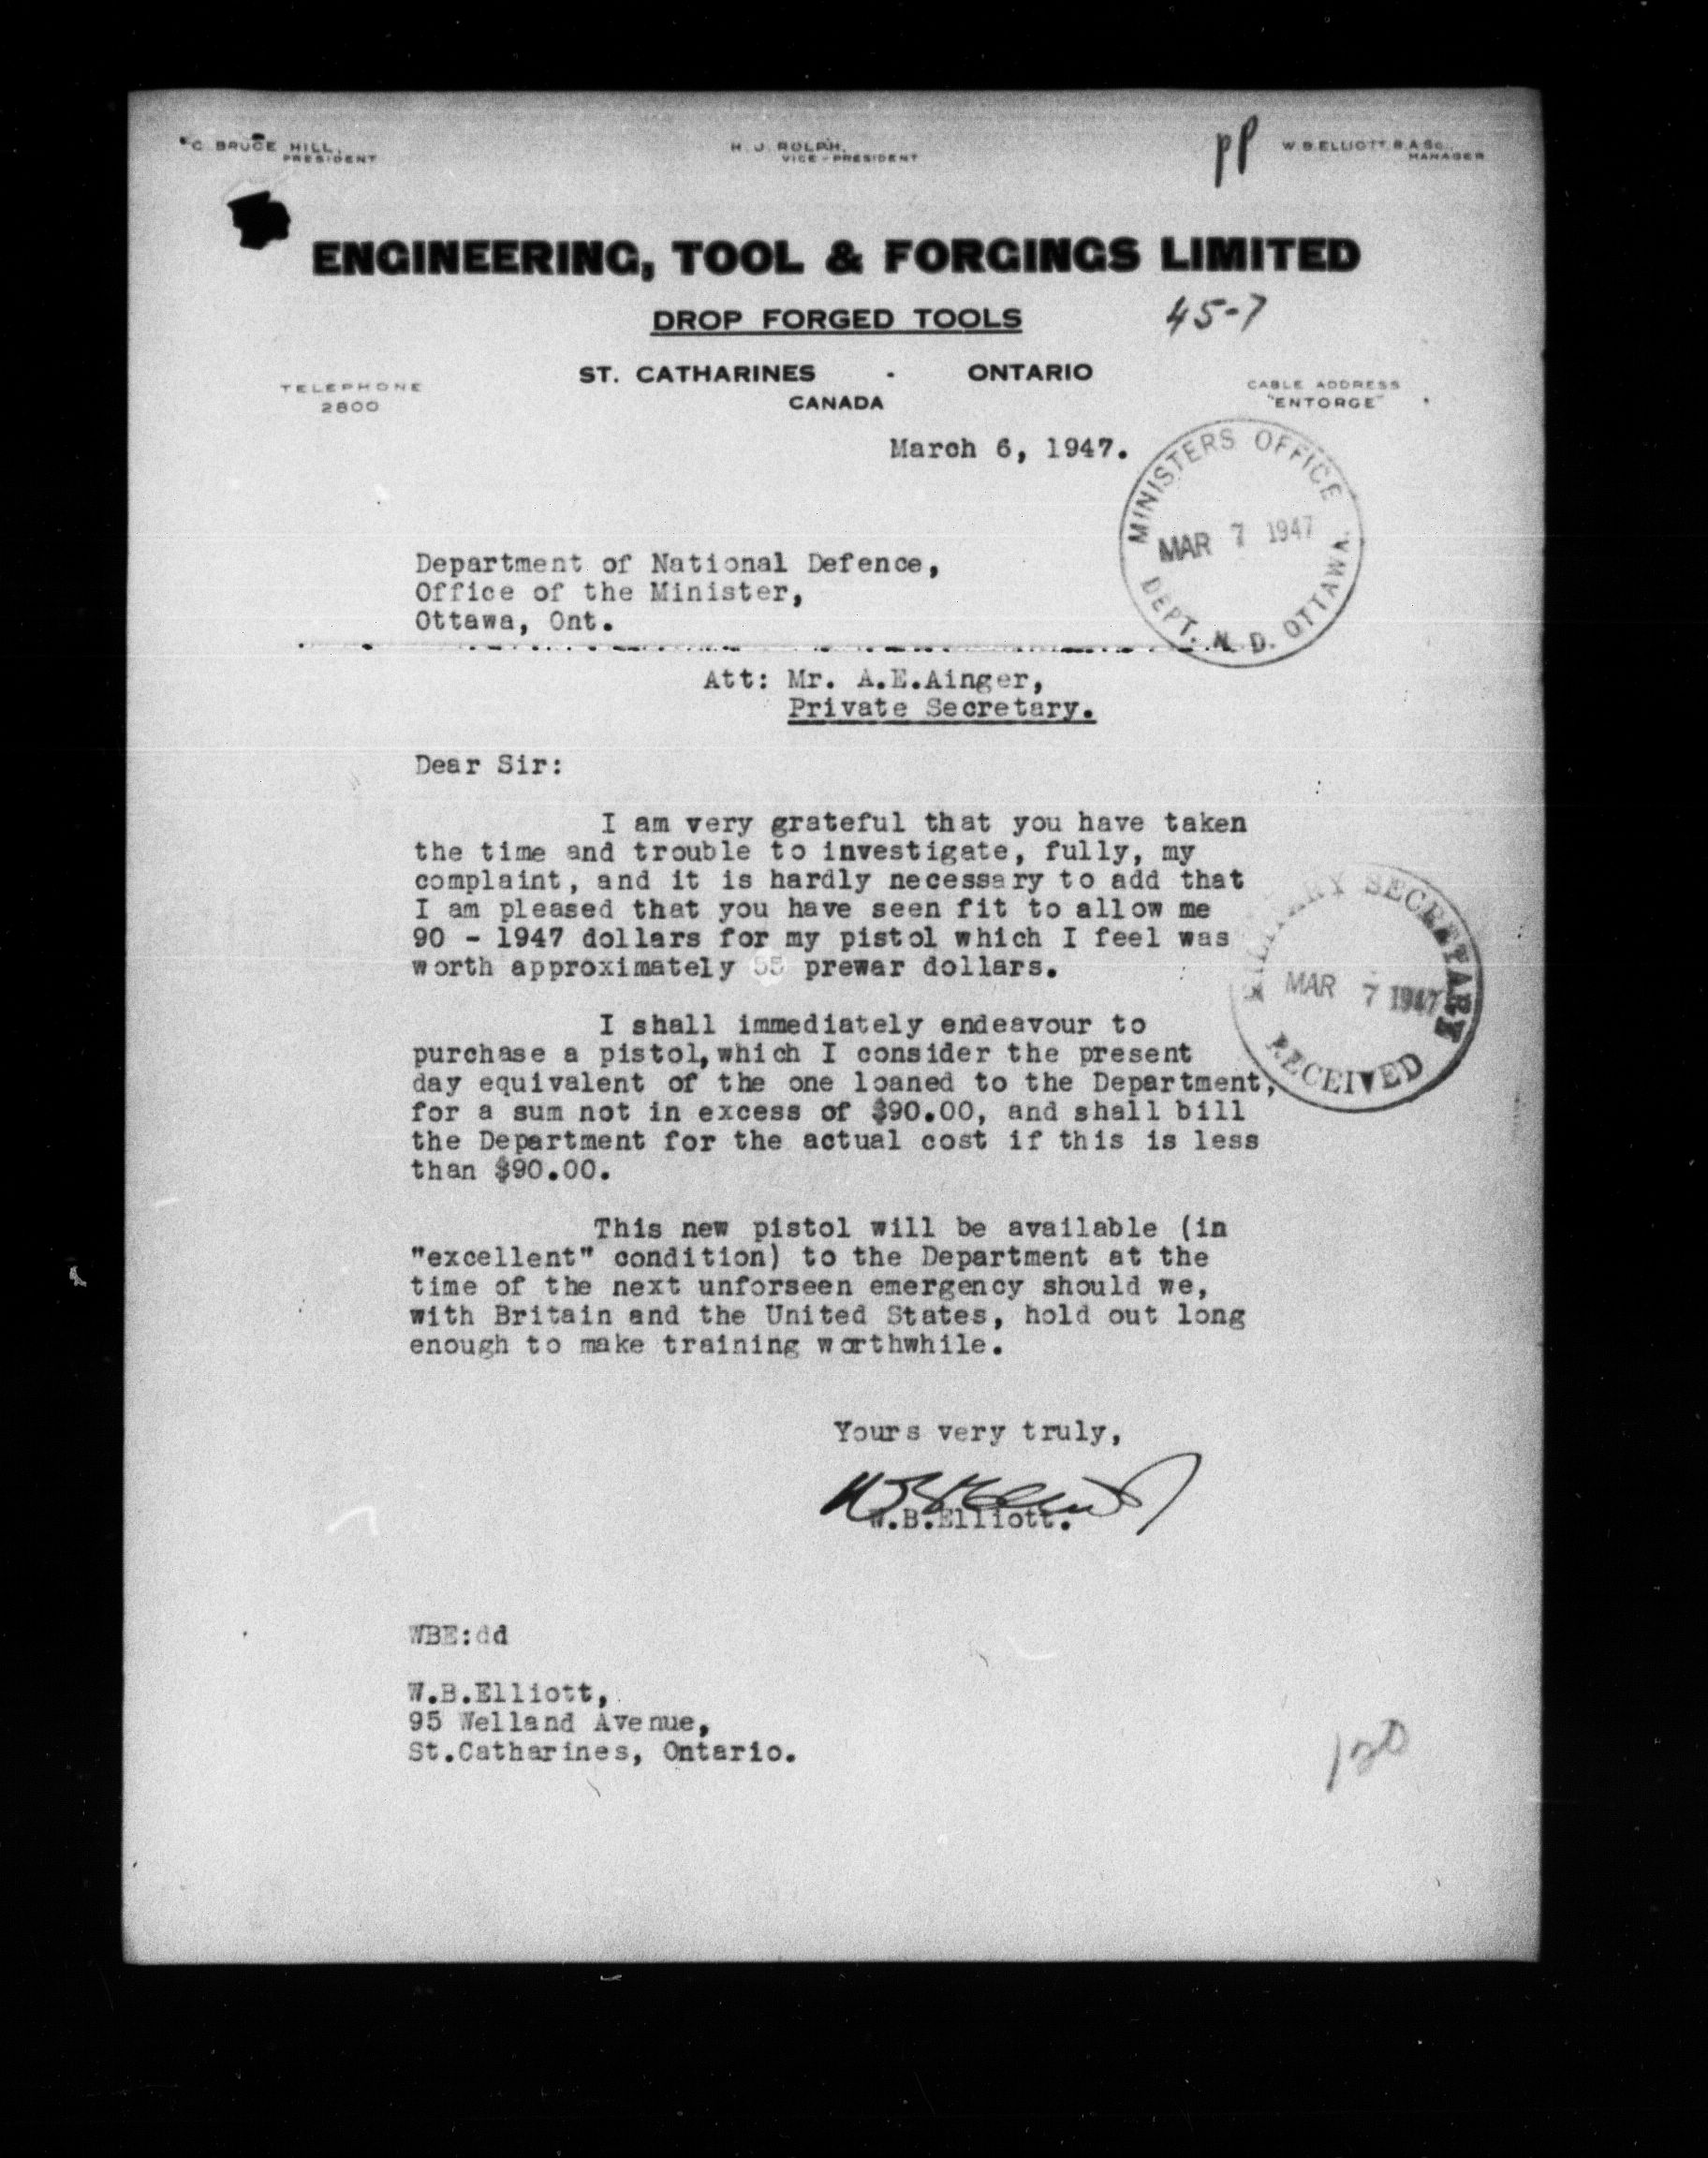 C. BRUCE HILL,
PRESIDENT
H. J. ROLPH,
VICE-PRESIDENT
pp
W. B. ELLIOTT, B.A.Sc.,
MANAGER
ENGINEERING, TOOL & FORGINGS LIMITED
DROP FORGED TOOLS
45-7
ST. CATHARINES - ONTARIO
CANADA
TELEPHONE
2800
CABLE ADDRESS
"ENTORGE"
March 6, 1947.
MINISTERS OFFICE
MAR 7 1947
DEPT. N. D. OTTAWA.
Department of National Defence,
Office of the Minister,
Ottawa, Ont.
Att: Mr. A.E.Ainger,
Private Secretary.
Dear Sir:
I am very grateful that you have taken
the time and trouble to investigate, fully, my
complaint, and it is hardly necessary to add that
I am pleased that you have seen fit to allow me
90 - 1947 dollars for my pistol which I feel was
worth approximately 55 prewar dollars.
SECRETARY
MAR 7 1947
RECEIVED
I shall immediately endeavour to
purchase a pistol, which I consider the present
day equivalent of the one loaned to the Department,
for a sum not in excess of $90.00, and shall bill
the Department for the actual cost if this is less
than $90.00.
This new pistol will be available (in
"excellent" condition) to the Department at the
time of the next unforseen emergency should we,
with Britain and the United States, hold out long
enough to make training worthwhile.
Yours very truly,
W.B.Elliott.
WBE:dd
W.B.Elliott,
95 Welland Avenue,
St.Catharines, Ontario.
120